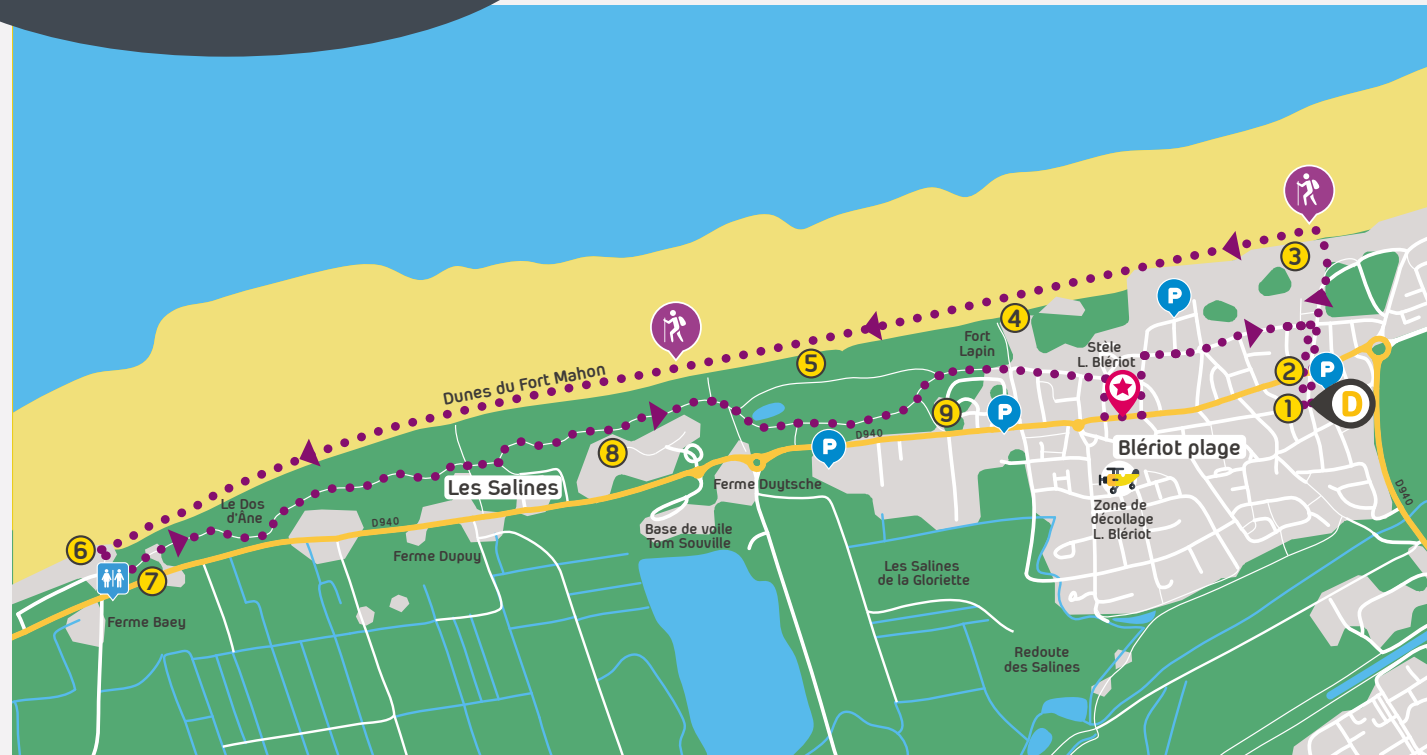 3
P
4
Fort
Lapin
Stèle
L. Blériot
5
2
P
Dunes du Fort Mahon
1
D
9
P
D940
P
Blériot plage
8
Le Dos
d'Âne
Les Salines
Ferme Duytsche
D940
Zone de
décollage
L. Blériot
D940
Base de voile
Tom Souville
6
Ferme Dupuy
7
Les Salines
de la Gloriette
Ferme Baey
Redoute
des Salines